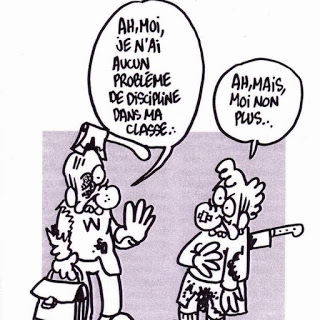 AH, MOI,
JE N'AI
AUCUN
PROBLÈME
DE DISCIPLINE
DANS MA
CLASSE...
AH, MAIS,
MOI NON
PLUS...
W